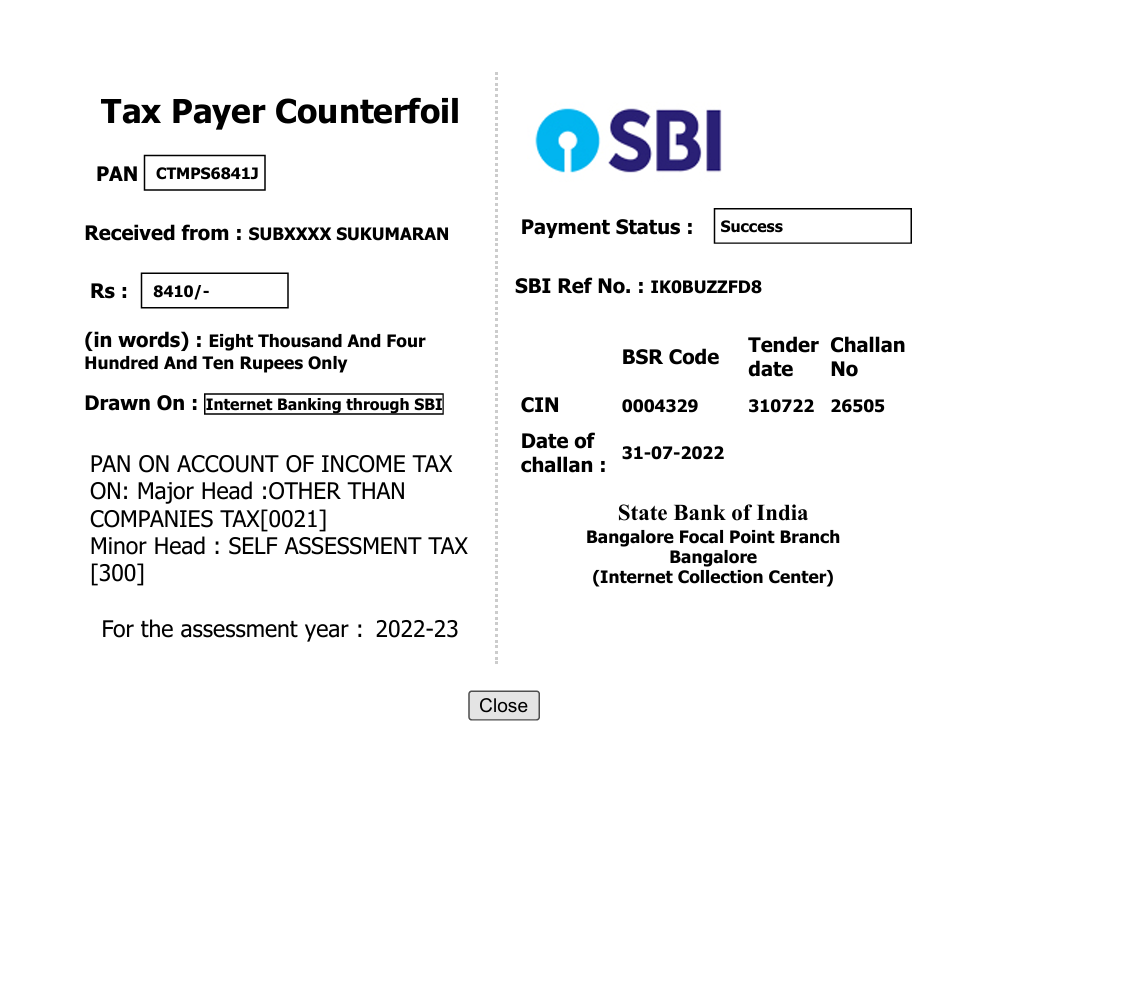 Tax Payer Counterfoil
PAN CTMPS6841J
Received from : SUBXXXX SUKUMARAN
Rs : 8410/-
(in words) : Eight Thousand And Four
Hundred And Ten Rupees Only
Drawn On : Internet Banking through SBI
PAN ON ACCOUNT OF INCOME TAX
ON: Major Head :OTHER THAN
COMPANIES TAX[0021]
Minor Head : SELF ASSESSMENT TAX
[300]
For the assessment year : 2022-23
SBI
Payment Status : Success
SBI Ref No. : IK0BUZZFD8
BSR Code Tender date Challan No
CIN 0004329 310722 26505
Date of
challan : 31-07-2022
State Bank of India
Bangalore Focal Point Branch
Bangalore
(Internet Collection Center)
Close